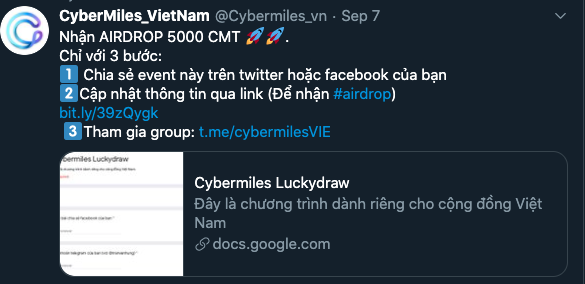 CyberMiles_VietNam @Cybermiles_vn · Sep 7
Nhận AIRDROP 5000 CMT 🚀🚀.
Chỉ với 3 bước:
1️⃣ Chia sẻ event này trên twitter hoặc facebook của bạn
2️⃣Cập nhật thông tin qua link (Để nhận #airdrop)
bit.ly/39zQygk
3️⃣Tham gia group: t.me/cybermilesVIE
ybermiles Luckydraw
Cybermiles Luckydraw
Đây là chương trình dành riêng cho cộng đồng Việt
Nam
docs.google.com